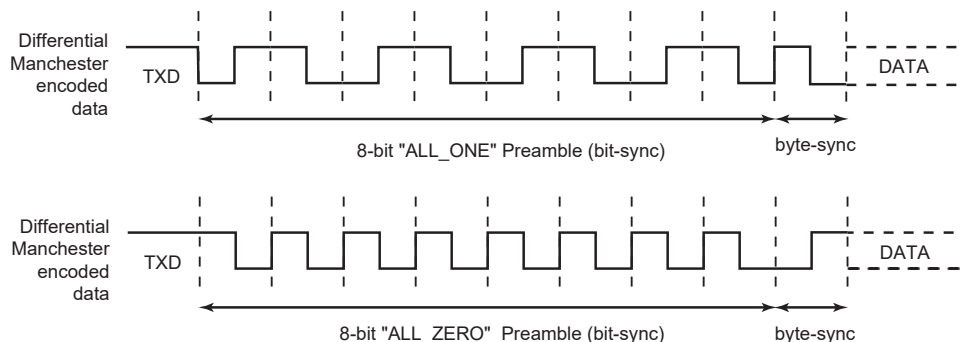 Differential
Manchester
encoded
data
TXD
DATA
8-bit "ALL_ONE" Preamble (bit-sync)
byte-sync
Differential
Manchester
encoded
data
TXD
DATA
8-bit "ALL_ZERO" Preamble (bit-sync)
byte-sync